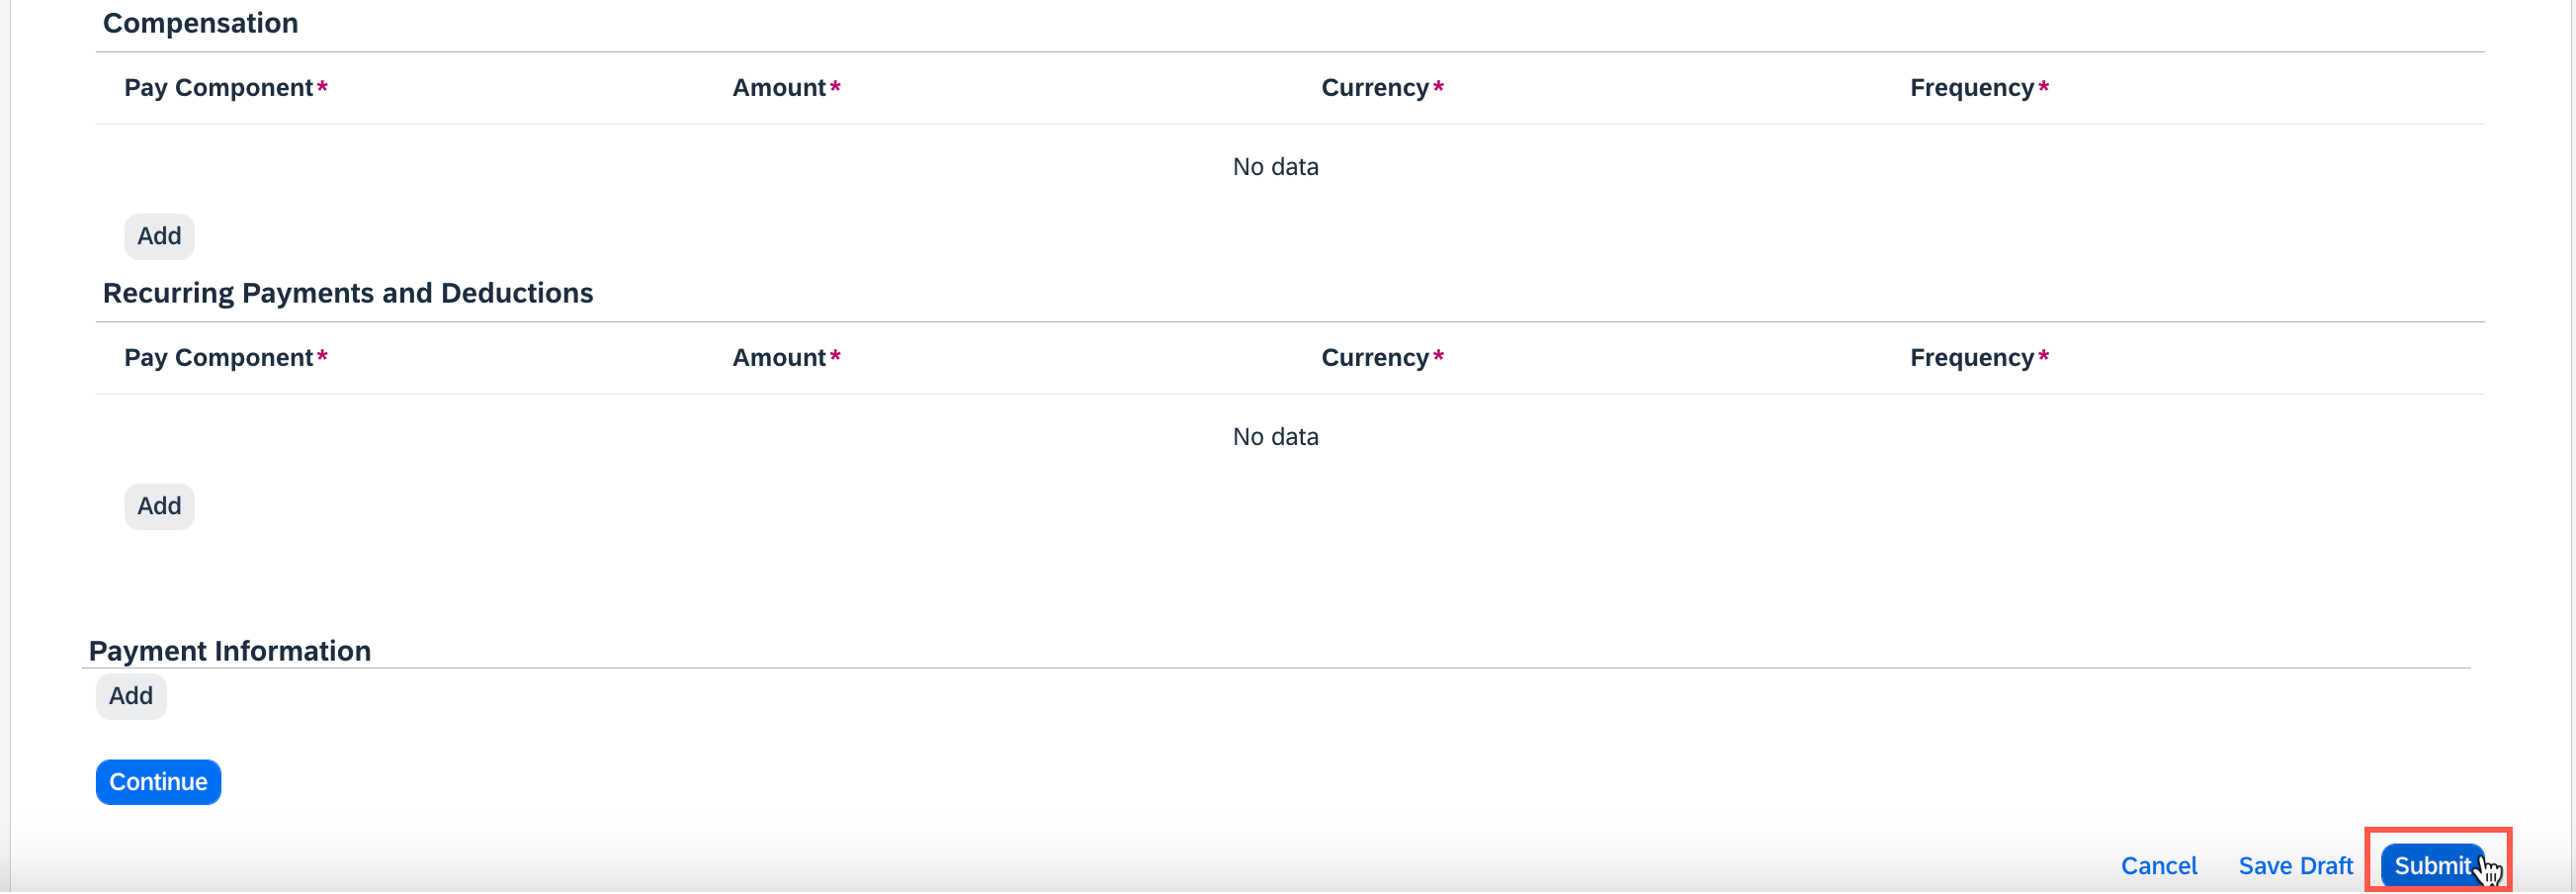 Compensation
Pay Component* Amount* Currency* Frequency*
No data
Add
Recurring Payments and Deductions
Pay Component* Amount* Currency* Frequency*
No data
Add
Payment Information
Add
Continue
Cancel Save Draft Submit